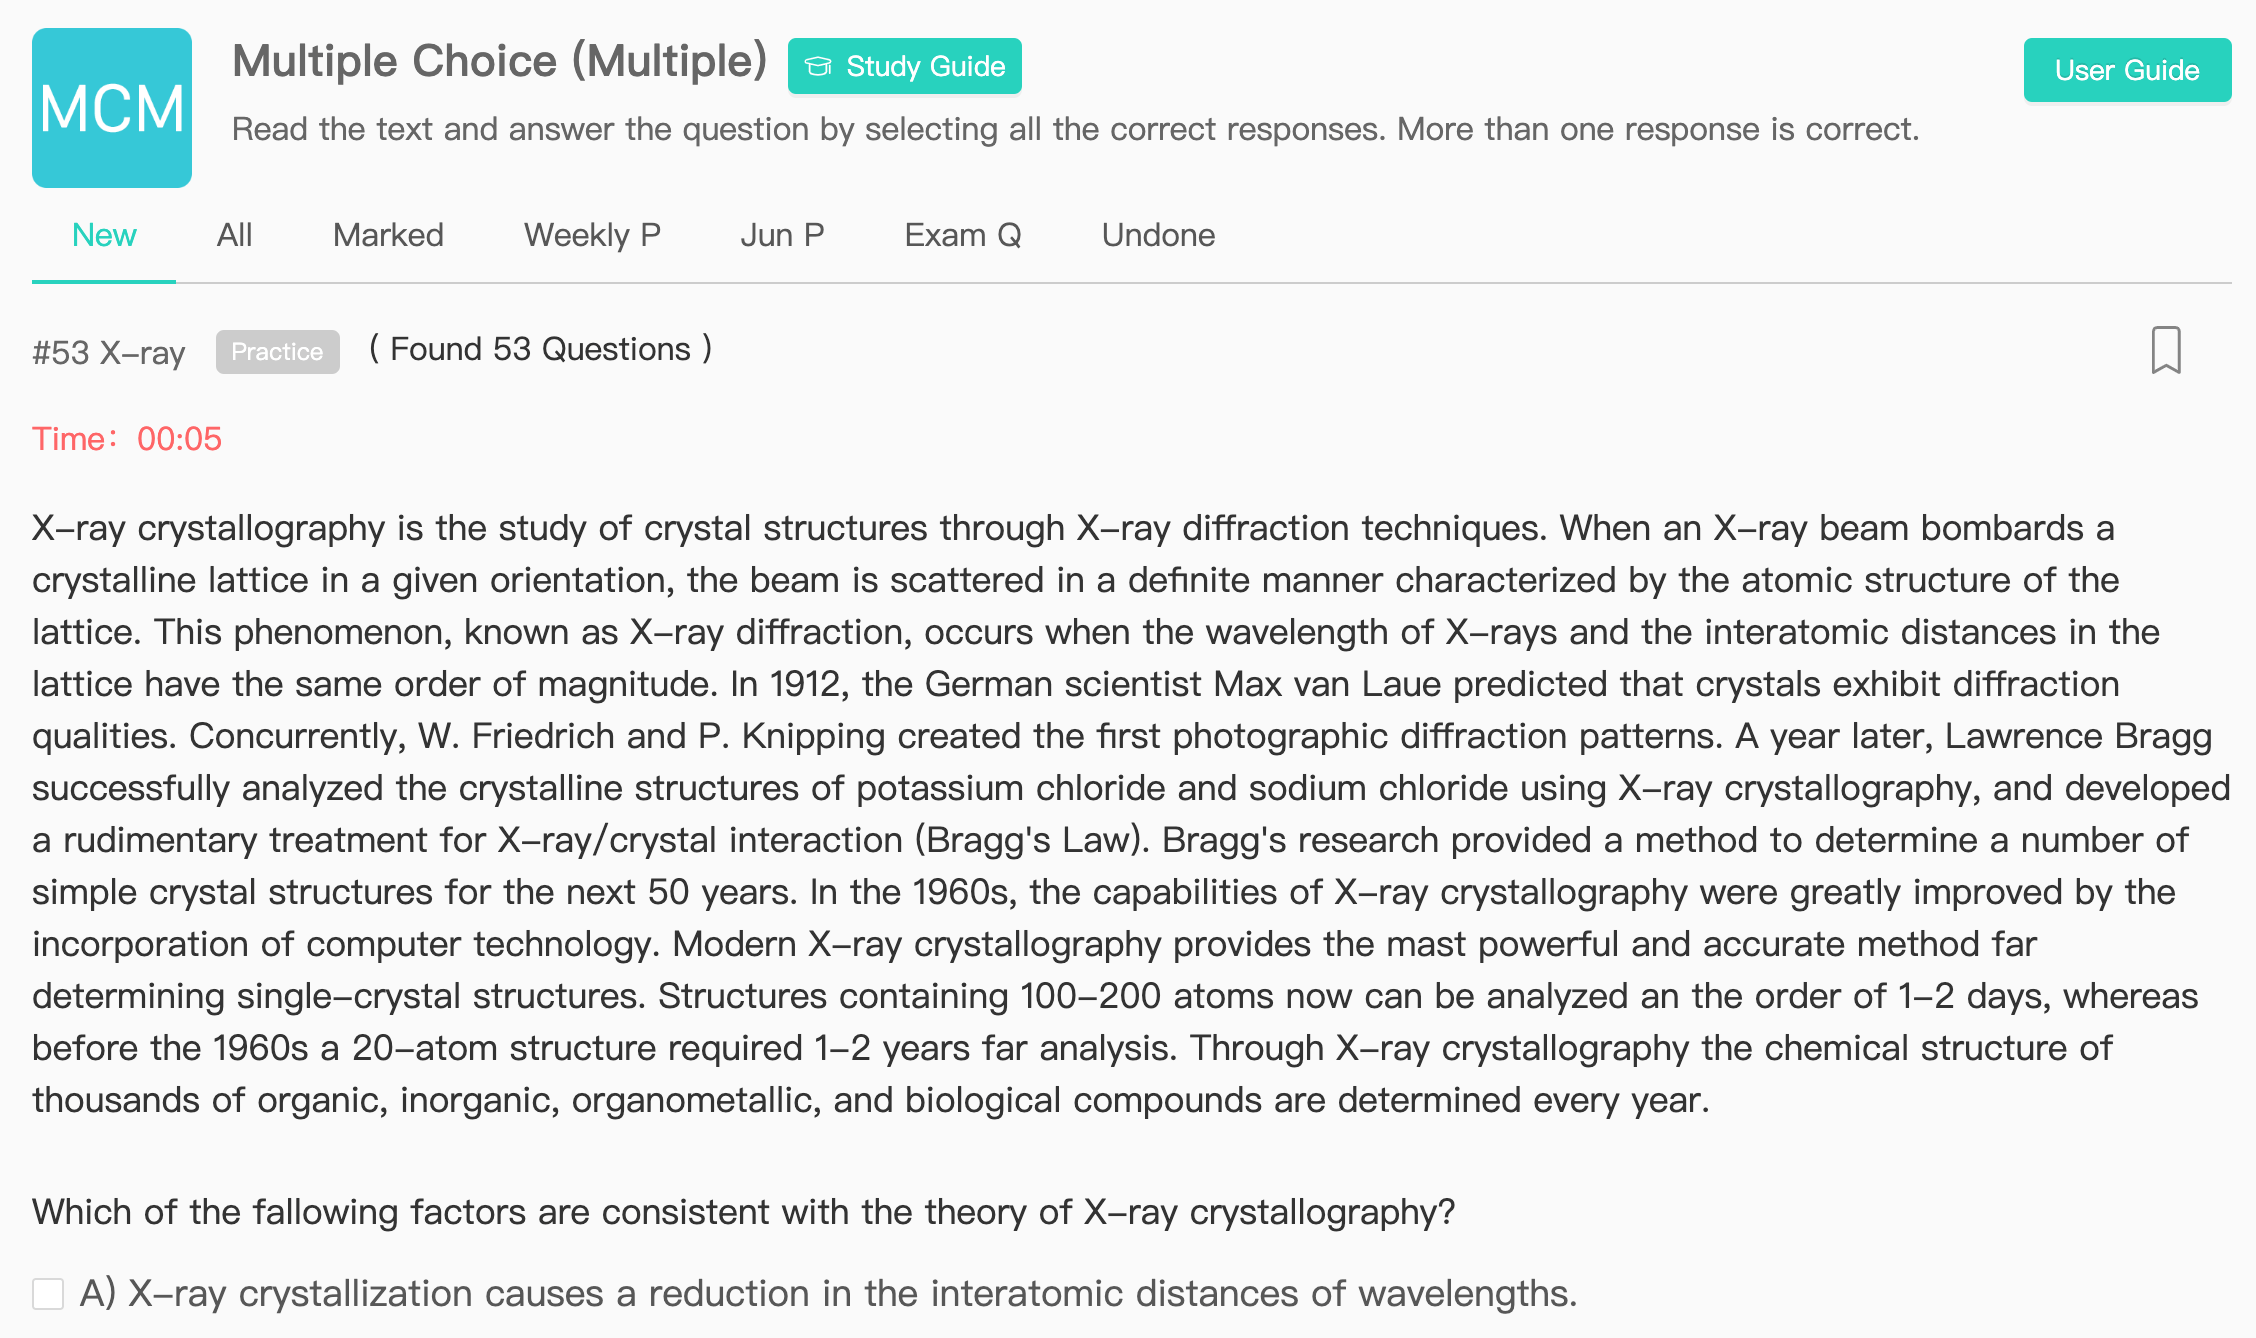 MCM
Multiple Choice (Multiple)
Study Guide
User Guide
Read the text and answer the question by selecting all the correct responses. More than one response is correct.
New All Marked Weekly P Jun P Exam Q Undone
#53 X-ray Practice ( Found 53 Questions )
Time: 00:05
X-ray crystallography is the study of crystal structures through X-ray diffraction techniques. When an X-ray beam bombards a
crystalline lattice in a given orientation, the beam is scattered in a definite manner characterized by the atomic structure of the
lattice. This phenomenon, known as X-ray diffraction, occurs when the wavelength of X-rays and the interatomic distances in the
lattice have the same order of magnitude. In 1912, the German scientist Max van Laue predicted that crystals exhibit diffraction
qualities. Concurrently, W. Friedrich and P. Knipping created the first photographic diffraction patterns. A year later, Lawrence Bragg
successfully analyzed the crystalline structures of potassium chloride and sodium chloride using X-ray crystallography, and developed
a rudimentary treatment for X-ray/crystal interaction (Bragg's Law). Bragg's research provided a method to determine a number of
simple crystal structures for the next 50 years. In the 1960s, the capabilities of X-ray crystallography were greatly improved by the
incorporation of computer technology. Modern X-ray crystallography provides the mast powerful and accurate method far
determining single-crystal structures. Structures containing 100-200 atoms now can be analyzed an the order of 1-2 days, whereas
before the 1960s a 20-atom structure required 1-2 years far analysis. Through X-ray crystallography the chemical structure of
thousands of organic, inorganic, organometallic, and biological compounds are determined every year.
Which of the fallowing factors are consistent with the theory of X-ray crystallography?
A) X-ray crystallization causes a reduction in the interatomic distances of wavelengths.